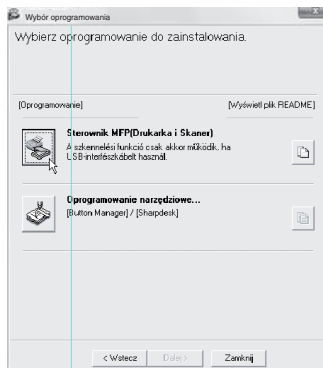 Wybór oprogramowania
Wybierz oprogramowanie do zainstalowania.
[Oprogramowanie]
[Wyświetl plik README]
Sterownik MFP(Drukarka i Skaner)
A szkennelési funkció csak akkor működik, ha
USB-interfészkábelt használ.
Oprogramowanie narzędziowe...
[Button Manager] / [Sharpdesk]
< Wstecz
Dalej >
Zamknij